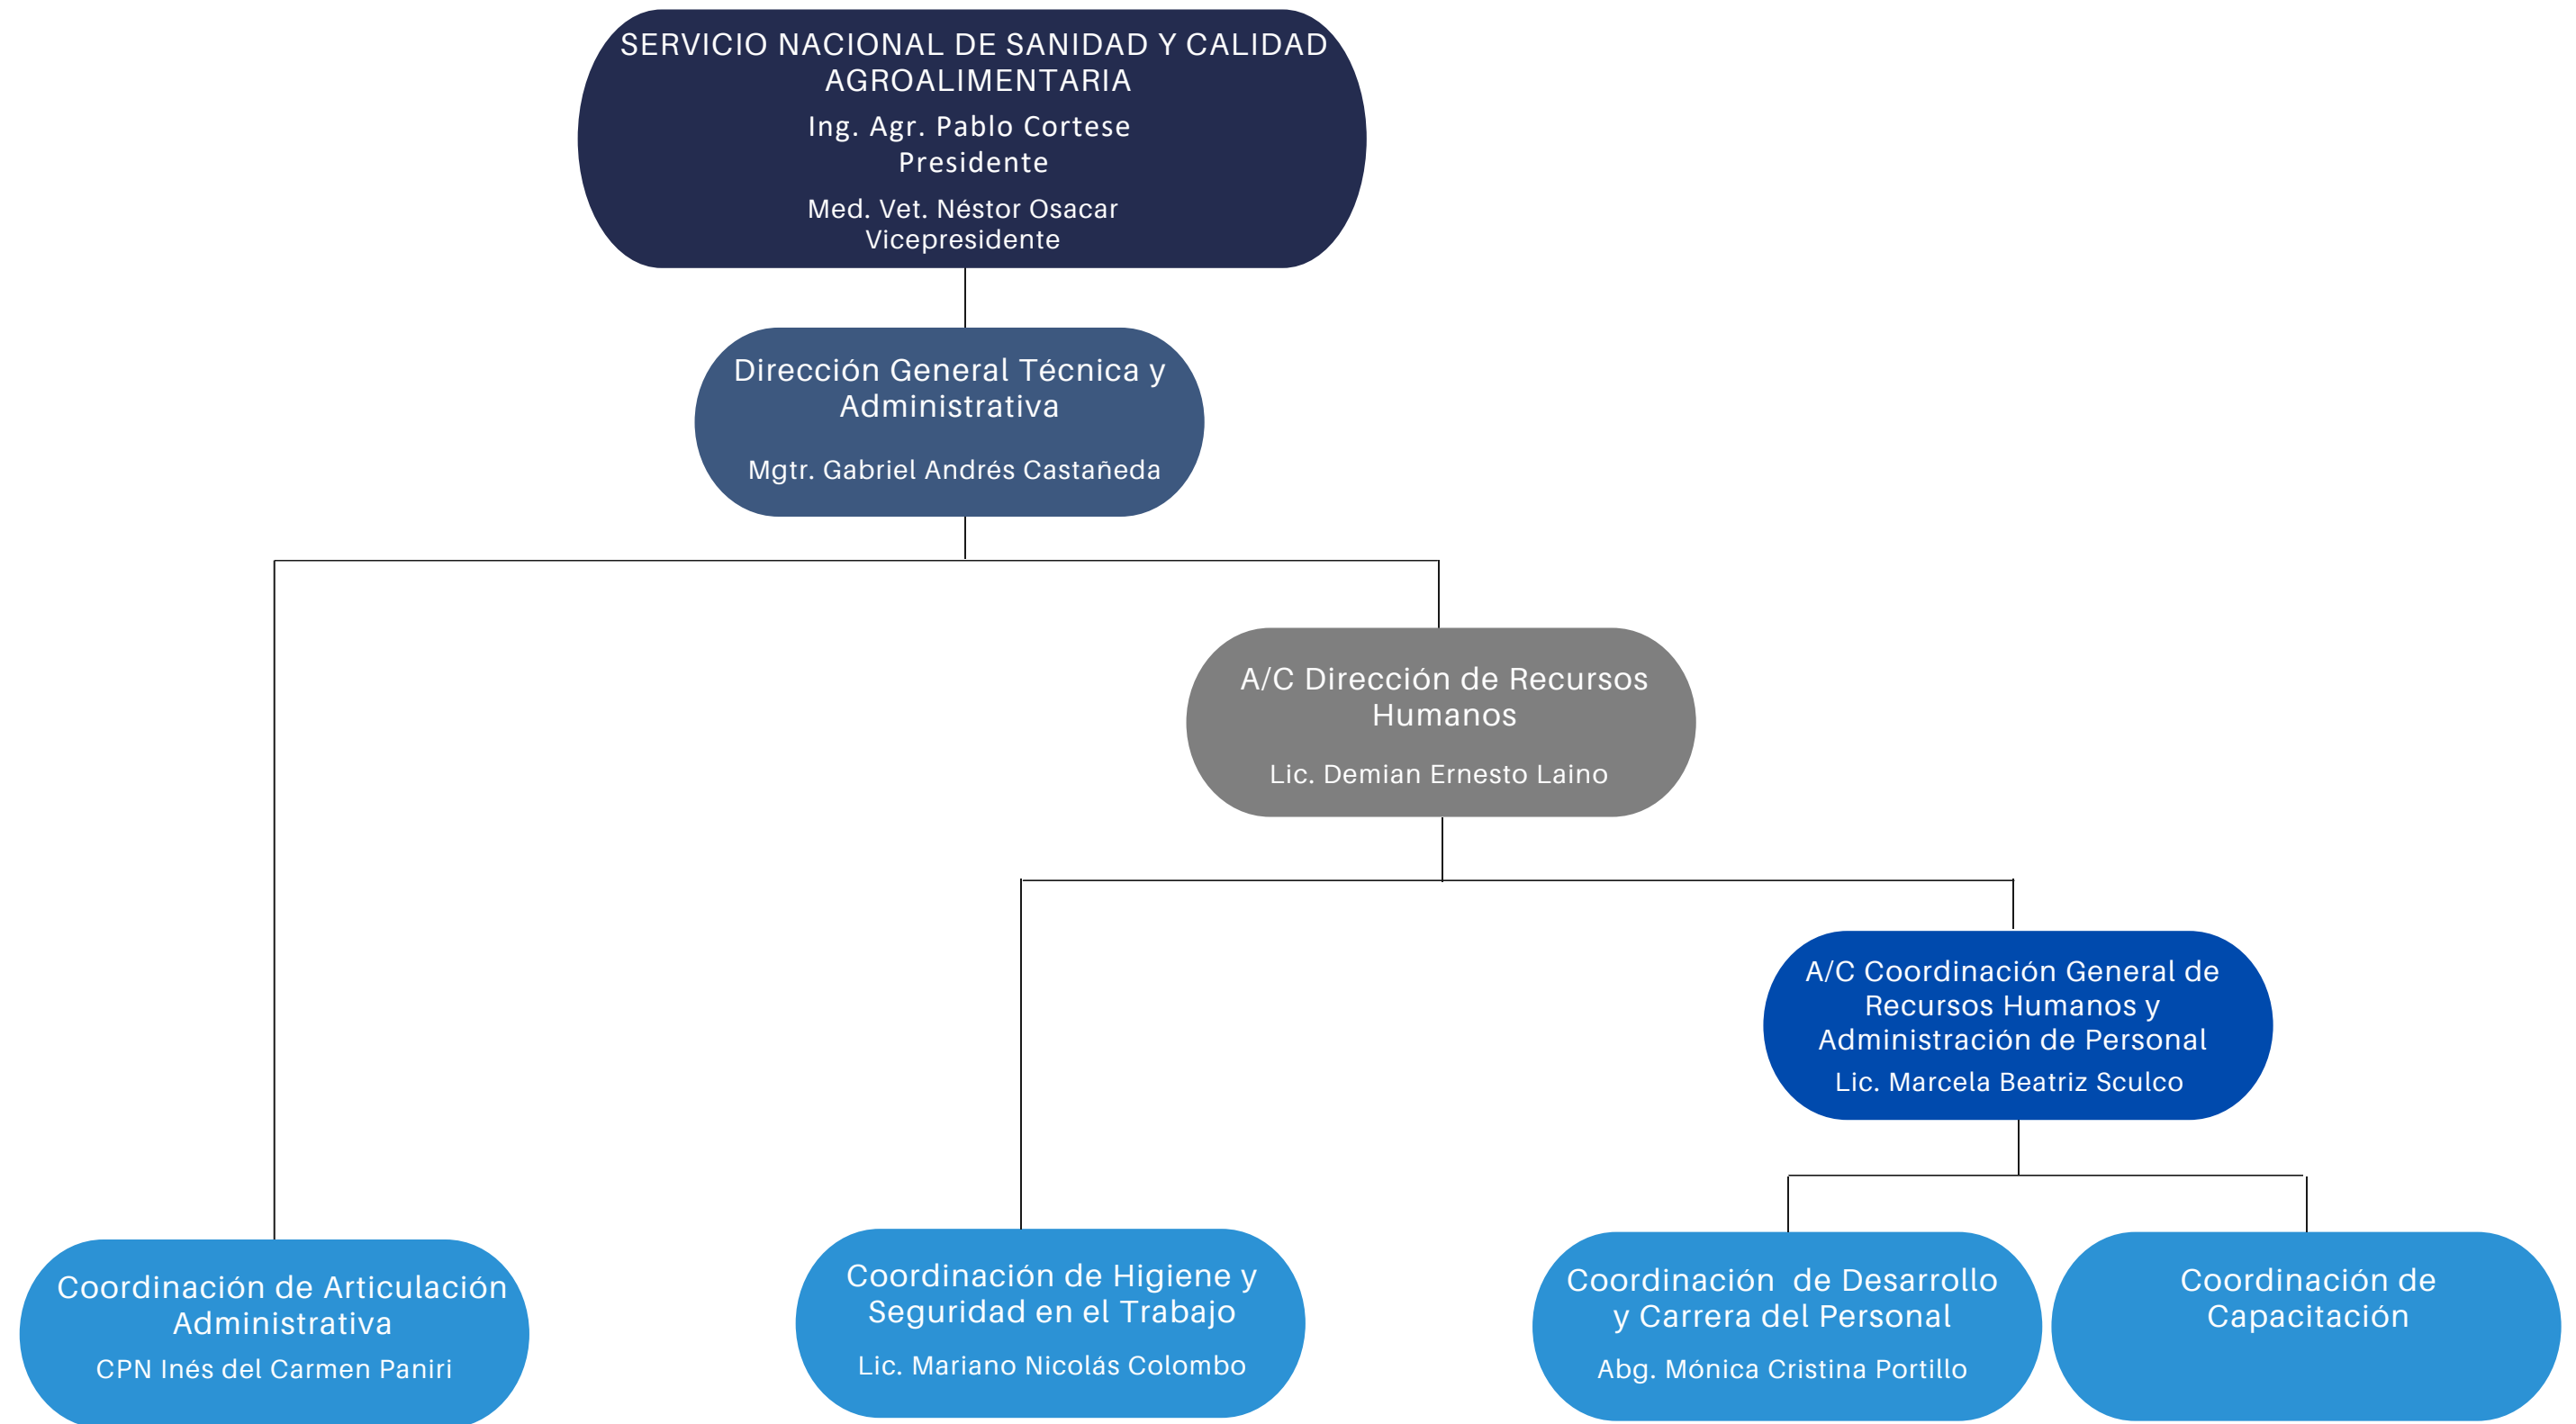 SERVICIO NACIONAL DE SANIDAD Y CALIDAD
AGROALIMENTARIA
Ing. Agr. Pablo Cortese
Presidente
Med. Vet. Néstor Osacar
Vicepresidente
Dirección General Técnica y
Administrativa
Mgtr. Gabriel Andrés Castañeda
A/C Dirección de Recursos
Humanos
Lic. Demian Ernesto Laino
A/C Coordinación General de
Recursos Humanos y
Administración de Personal
Lic. Marcela Beatriz Sculco
Coordinación de Articulación
Administrativa
CPN Inés del Carmen Paniri
Coordinación de Higiene y
Seguridad en el Trabajo
Lic. Mariano Nicolás Colombo
Coordinación de Desarrollo
y Carrera del Personal
Abg. Mónica Cristina Portillo
Coordinación de
Capacitación